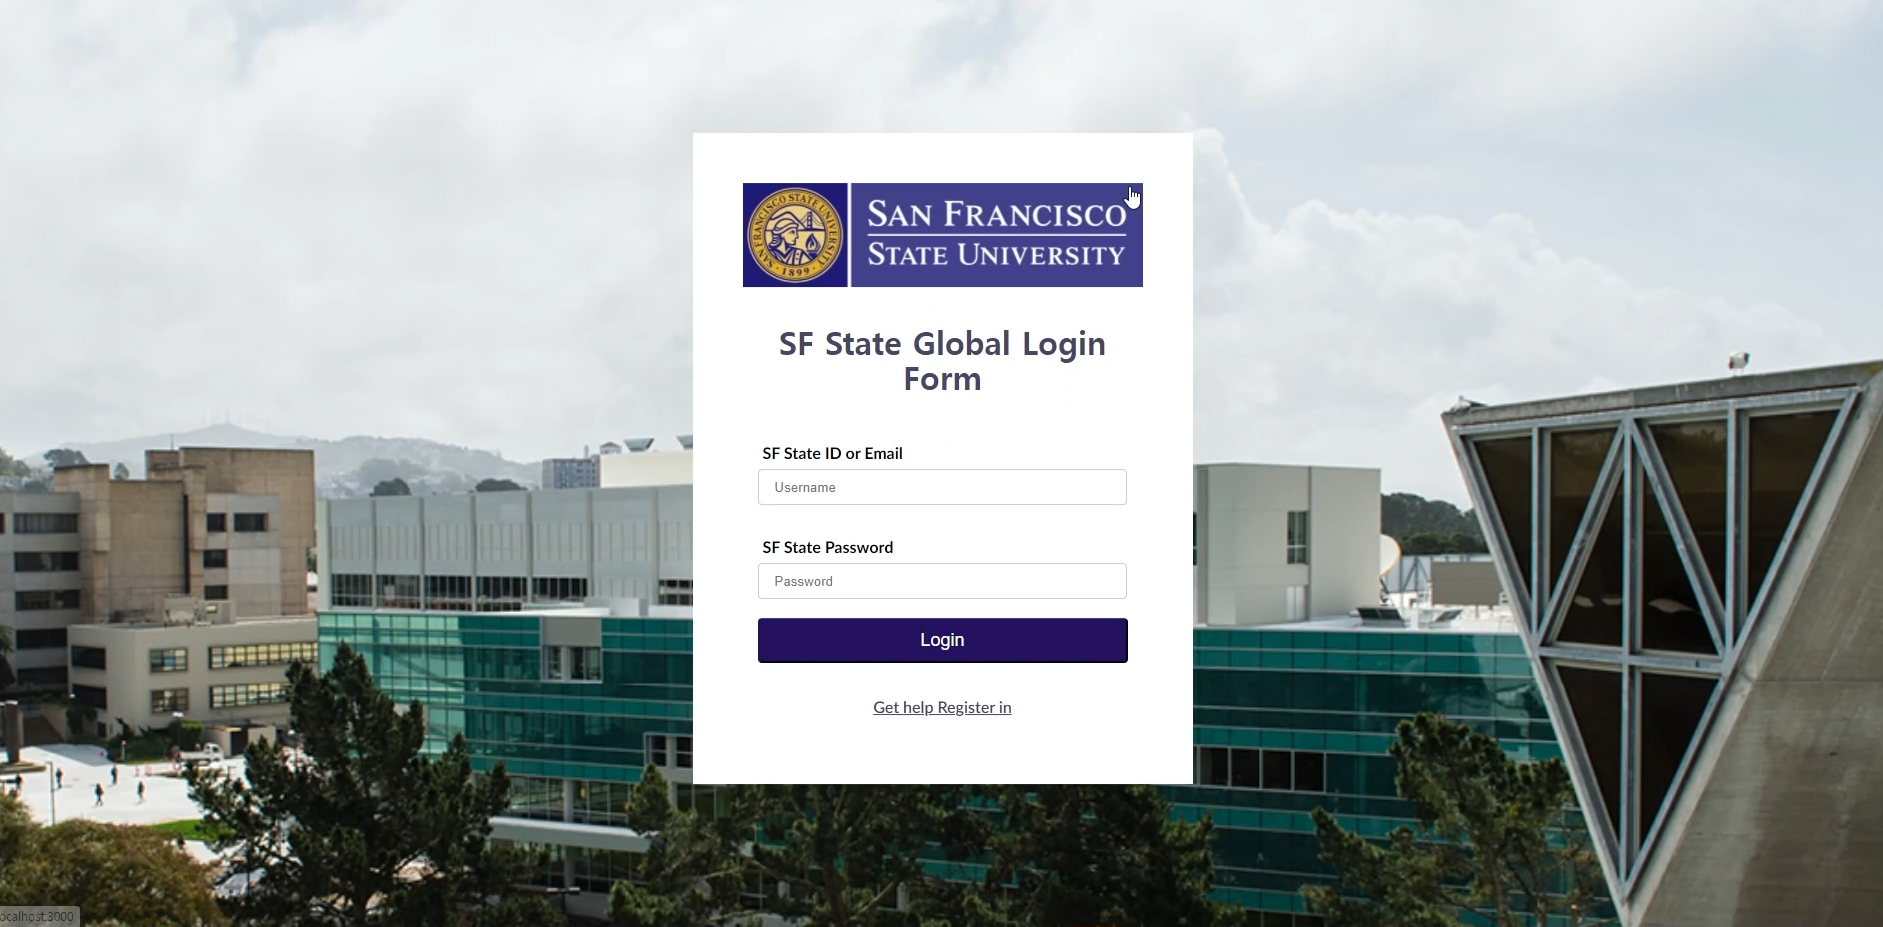 SAN FRANCISCO STATE UNIVERSITY
1899
SAN FRANCISCO
STATE UNIVERSITY
SF State Global Login
Form
SF State ID or Email
Username
SF State Password
Password
Login
Get help Register in
ocalhost:3000